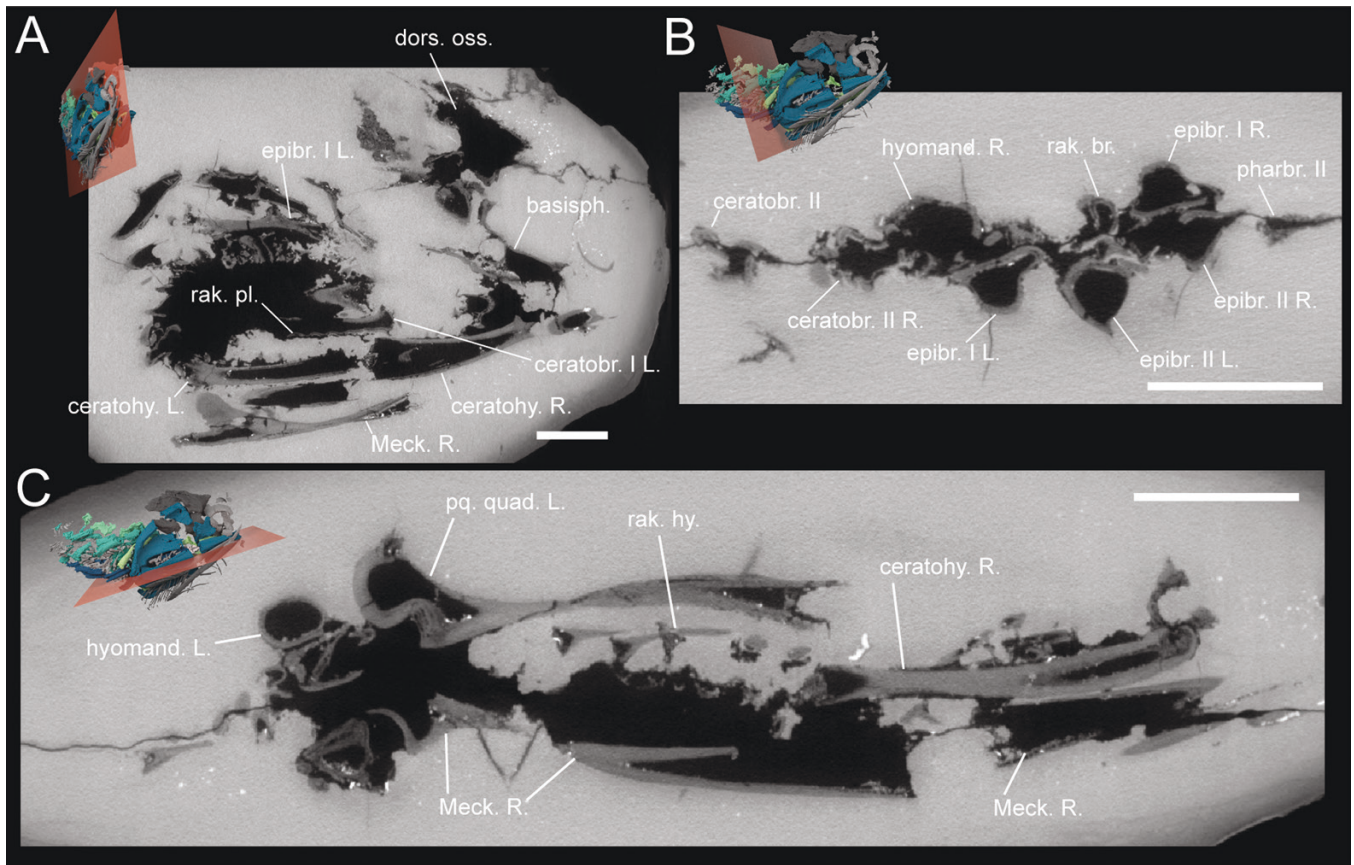 A
dors. oss.
epibr. I L.
basisph.
rak. pl.
ceratobr. I L.
ceratohy. L.
ceratohy. R.
Meck. R.
B
epibr. I R.
hyomand. R.
rak. br.
pharbr. II
ceratobr. II
ceratobr. II R.
epibr. II R.
epibr. I L.
epibr. II L.
C
pq. quad. L.
rak. hy.
ceratohy. R.
hyomand. L.
Meck. R.
Meck. R.